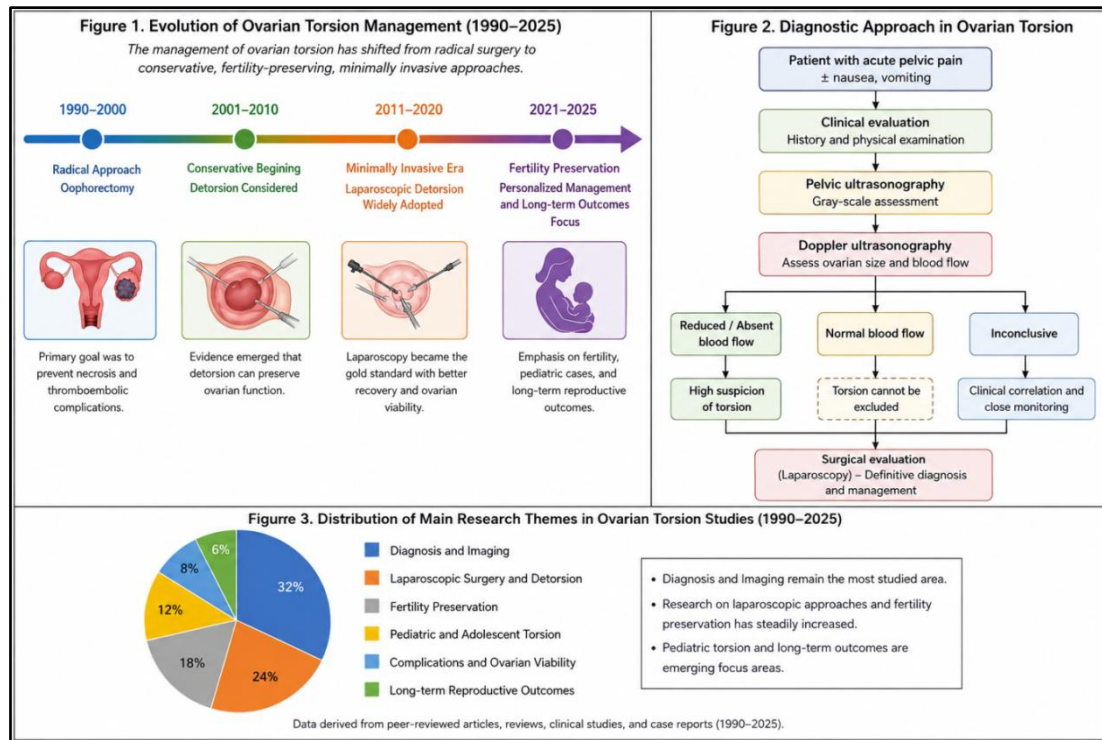 Figure 1. Evolution of Ovarian Torsion Management (1990–2025)
The management of ovarian torsion has shifted from radical surgery to
conservative, fertility-preserving, minimally invasive approaches.
1990–2000
2001–2010
2011–2020
2021–2025
Radical Approach
Oophorectomy
Conservative Begining
Detorsion Considered
Minimally Invasive Era
Laparoscopic Detorsion
Widely Adopted
Fertility Preservation
Personalized Management
and Long-term Outcomes
Focus
Primary goal was to
prevent necrosis and
thromboembolic
complications.
Evidence emerged that
detorsion can preserve
ovarian function.
Laparoscopy became the
gold standard with better
recovery and ovarian
viability.
Emphasis on fertility,
pediatric cases, and
long-term reproductive
outcomes.
Figure 2. Diagnostic Approach in Ovarian Torsion
Patient with acute pelvic pain
± nausea, vomiting
Clinical evaluation
History and physical examination
Pelvic ultrasonography
Gray-scale assessment
Doppler ultrasonography
Assess ovarian size and blood flow
Reduced / Absent
blood flow
Normal blood flow
Inconclusive
High suspicion
of torsion
Torsion cannot be
excluded
Clinical correlation and
close monitoring
Surgical evaluation
(Laparoscopy) – Definitive diagnosis
and management
Figurre 3. Distribution of Main Research Themes in Ovarian Torsion Studies (1990–2025)
6%
8%
12%
18%
24%
32%
Diagnosis and Imaging
Laparoscopic Surgery and Detorsion
Fertility Preservation
Pediatric and Adolescent Torsion
Complications and Ovarian Viability
Long-term Reproductive Outcomes
• Diagnosis and Imaging remain the most studied area.
• Research on laparoscopic approaches and fertility
preservation has steadily increased.
• Pediatric torsion and long-term outcomes are
emerging focus areas.
Data derived from peer-reviewed articles, reviews, clinical studies, and case reports (1990–2025).